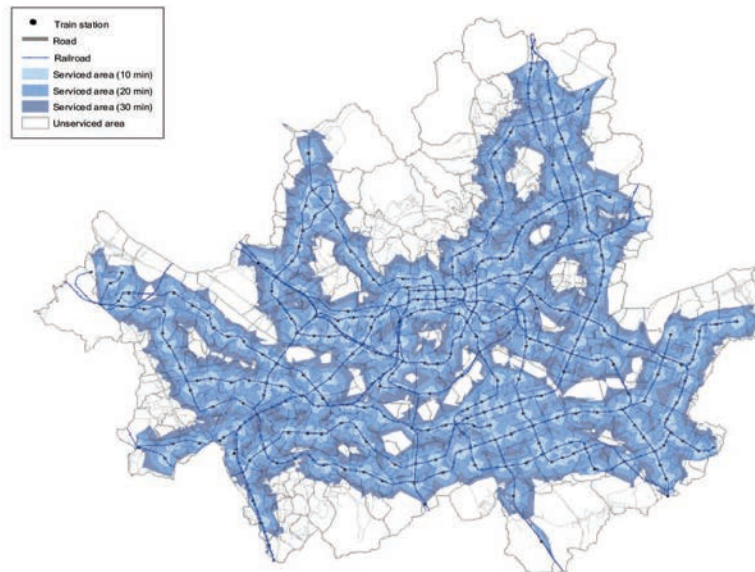 Train station
Road
Railroad
Serviced area (10 min)
Serviced area (20 min)
Serviced area (30 min)
Unserviced area